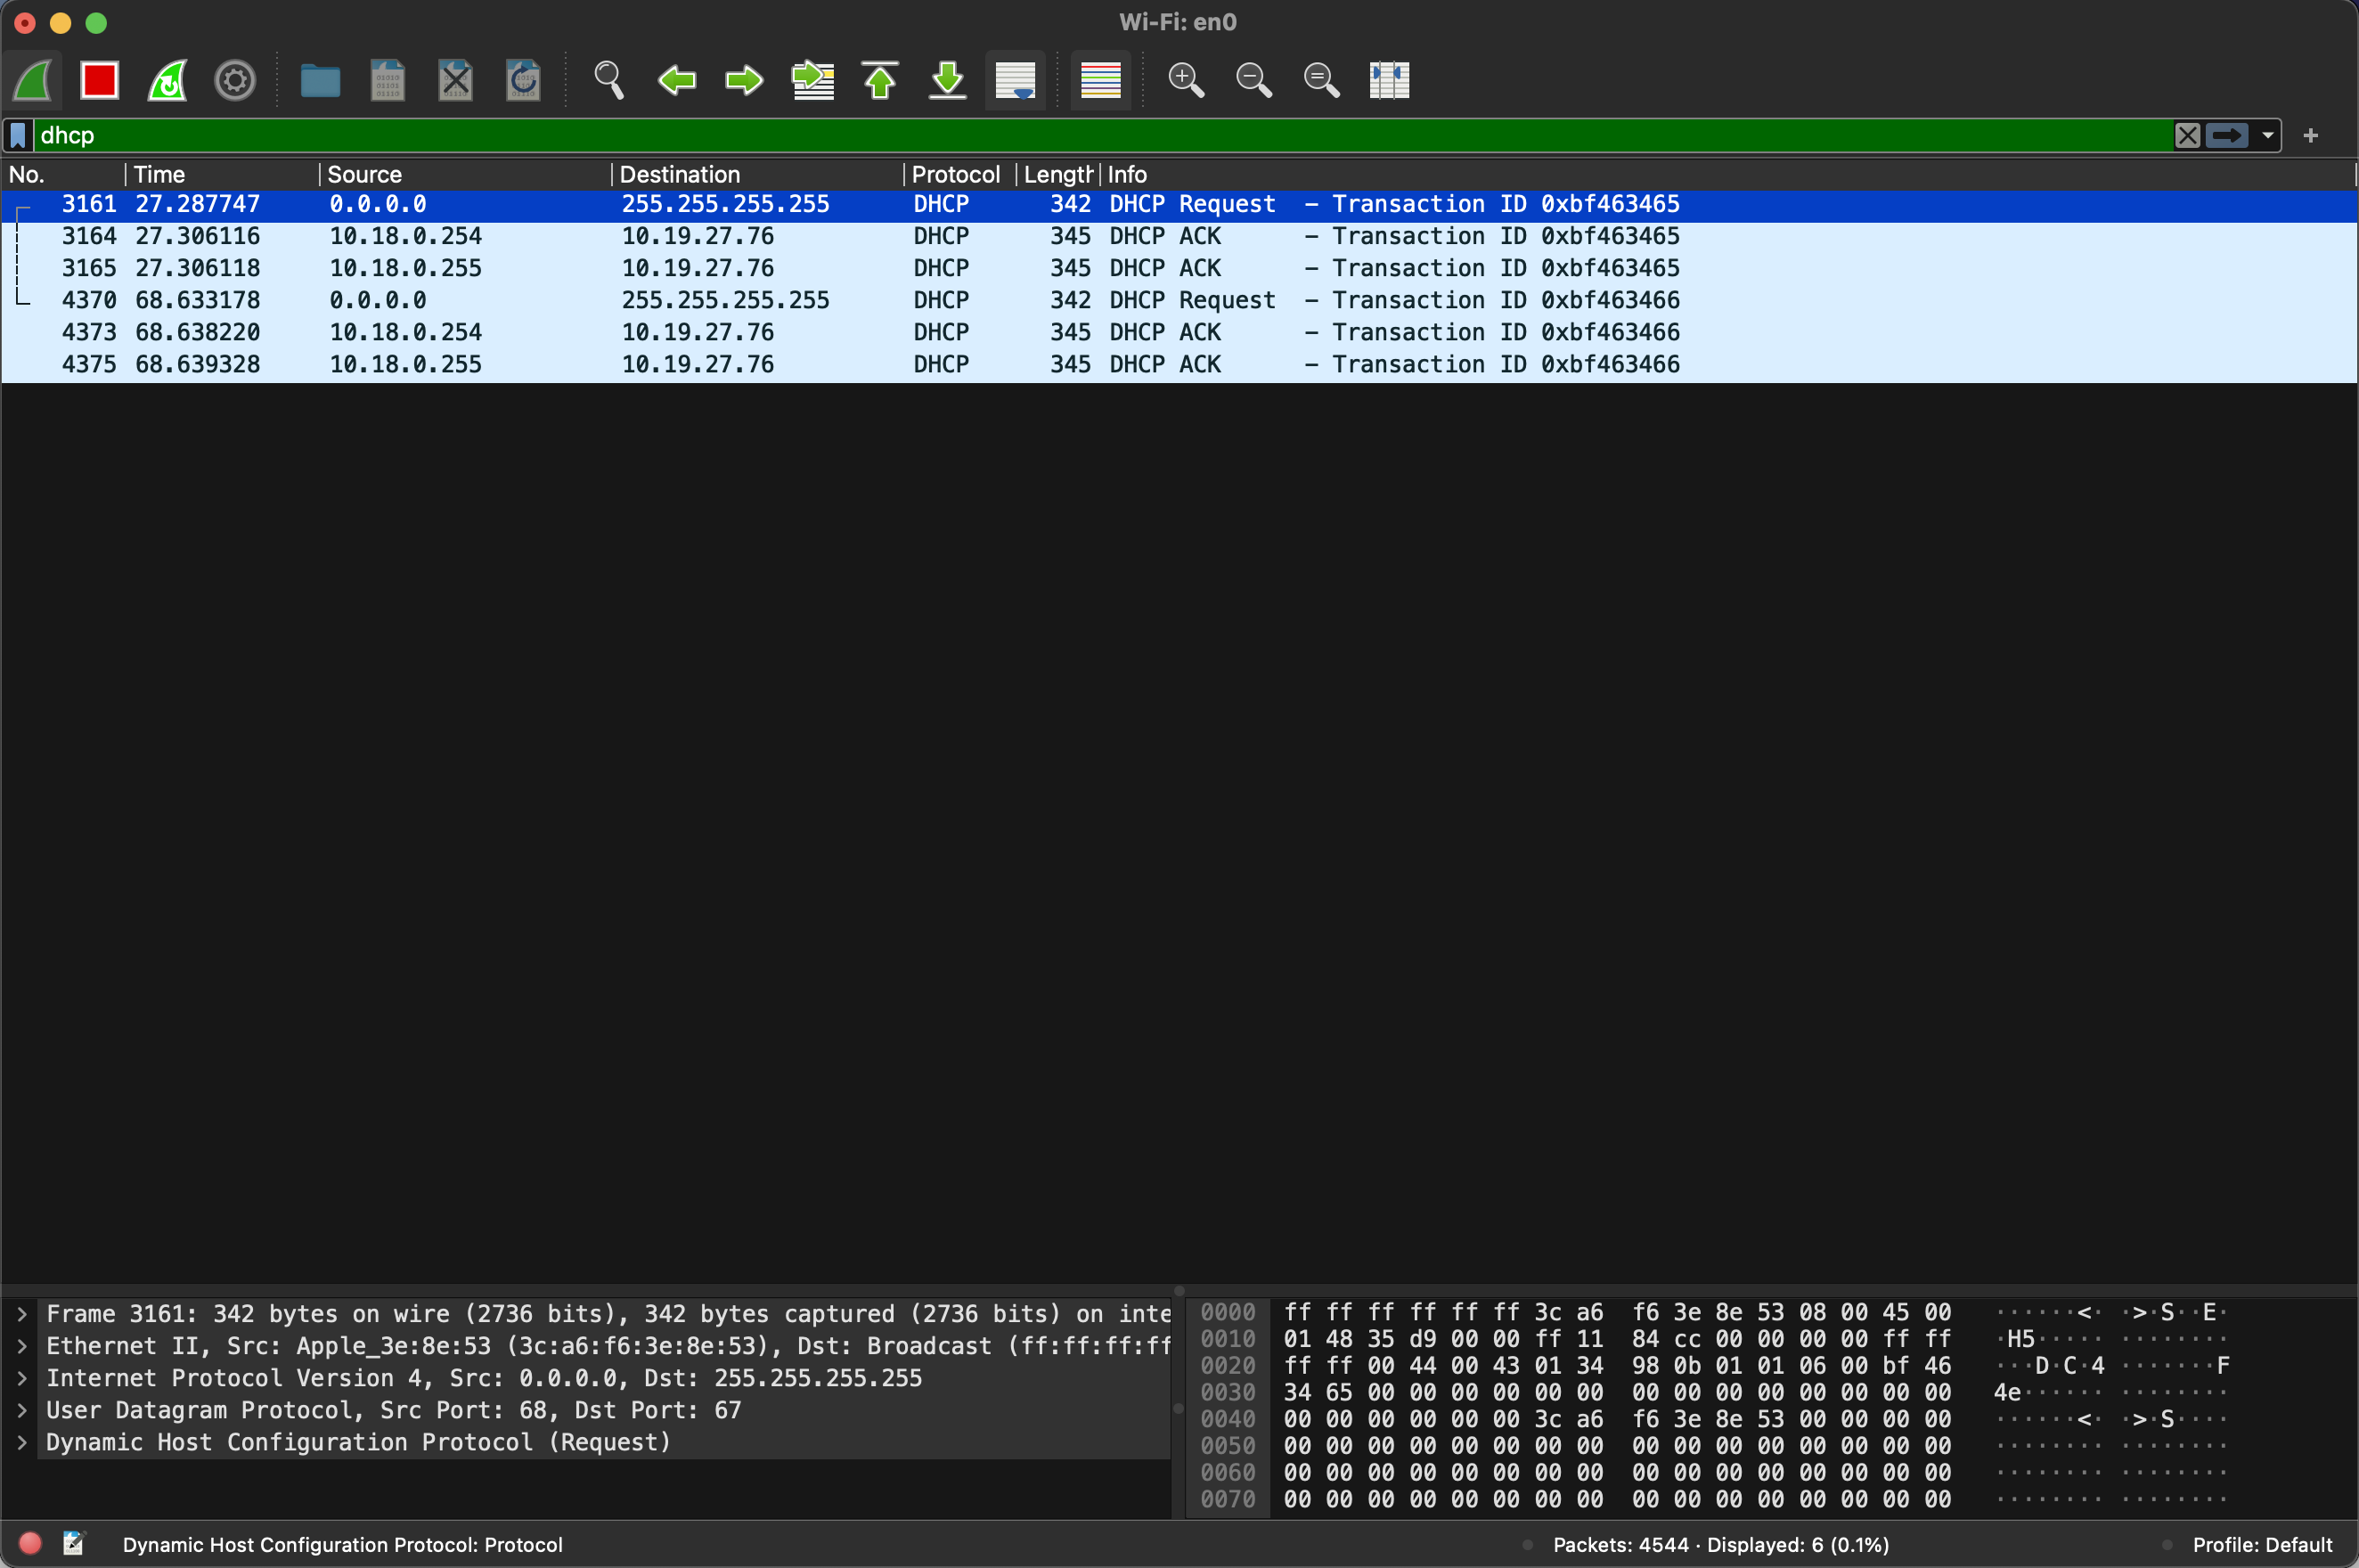 Wi-Fi: en0
dhcp
No. Time Source Destination Protocol Length Info
3161 27.287747 0.0.0.0 255.255.255.255 DHCP 342 DHCP Request – Transaction ID 0xbf463465
3164 27.306116 10.18.0.254 10.19.27.76 DHCP 345 DHCP ACK – Transaction ID 0xbf463465
3165 27.306118 10.18.0.255 10.19.27.76 DHCP 345 DHCP ACK – Transaction ID 0xbf463465
4370 68.633178 0.0.0.0 255.255.255.255 DHCP 342 DHCP Request – Transaction ID 0xbf463466
4373 68.638220 10.18.0.254 10.19.27.76 DHCP 345 DHCP ACK – Transaction ID 0xbf463466
4375 68.639328 10.18.0.255 10.19.27.76 DHCP 345 DHCP ACK – Transaction ID 0xbf463466
Frame 3161: 342 bytes on wire (2736 bits), 342 bytes captured (2736 bits) on inte
Ethernet II, Src: Apple_3e:8e:53 (3c:a6:f6:3e:8e:53), Dst: Broadcast (ff:ff:ff:ff
Internet Protocol Version 4, Src: 0.0.0.0, Dst: 255.255.255.255
User Datagram Protocol, Src Port: 68, Dst Port: 67
Dynamic Host Configuration Protocol (Request)
0000 ff ff ff ff ff ff 3c a6 f6 3e 8e 53 08 00 45 00 ······<· ·>·S··E·
0010 01 48 35 d9 00 00 ff 11 84 cc 00 00 00 00 ff ff ·H5····· ········
0020 ff ff 00 44 00 43 01 34 98 0b 01 01 06 00 bf 46 ···D·C·4 ·······F
0030 34 65 00 00 00 00 00 00 00 00 00 00 00 00 00 00 4e······ ········
0040 00 00 00 00 00 00 3c a6 f6 3e 8e 53 00 00 00 00 ······<· ·>·S····
0050 00 00 00 00 00 00 00 00 00 00 00 00 00 00 00 00 ········ ········
0060 00 00 00 00 00 00 00 00 00 00 00 00 00 00 00 00 ········ ········
0070 00 00 00 00 00 00 00 00 00 00 00 00 00 00 00 00 ········ ········
Dynamic Host Configuration Protocol: Protocol
Packets: 4544 · Displayed: 6 (0.1%)
Profile: Default